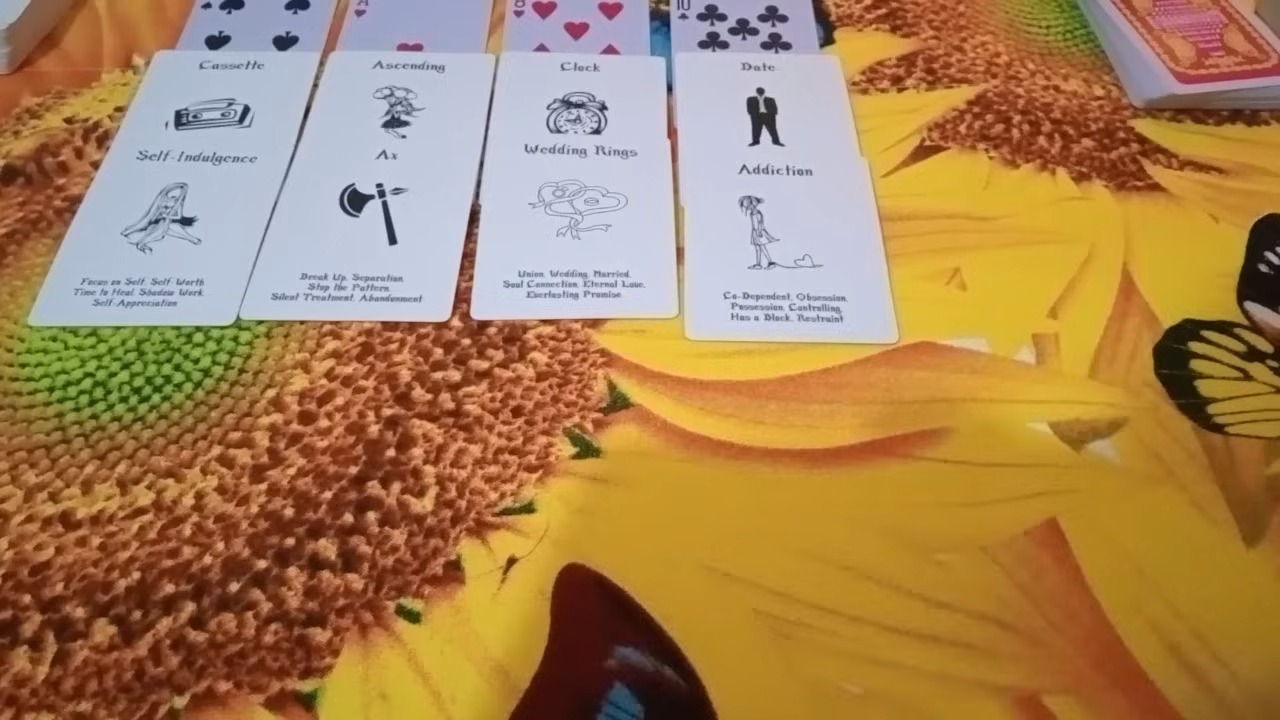 A
8
10
Cassette
Self-Indulgence
Focus on Self, Self-Worth
Time to Heal, Shadow Work,
Self-Appreciation
Ascending
Ax
Break Up, Separation,
Stop the Pattern,
Silent Treatment, Abandonment
Clock
Wedding Rings
Union, Wedding, Married,
Soul Connection, Eternal Love,
Everlasting Promise
Date
Addiction
Co-Dependent, Obsession,
Possession, Controlling,
Has a Block, Restraint